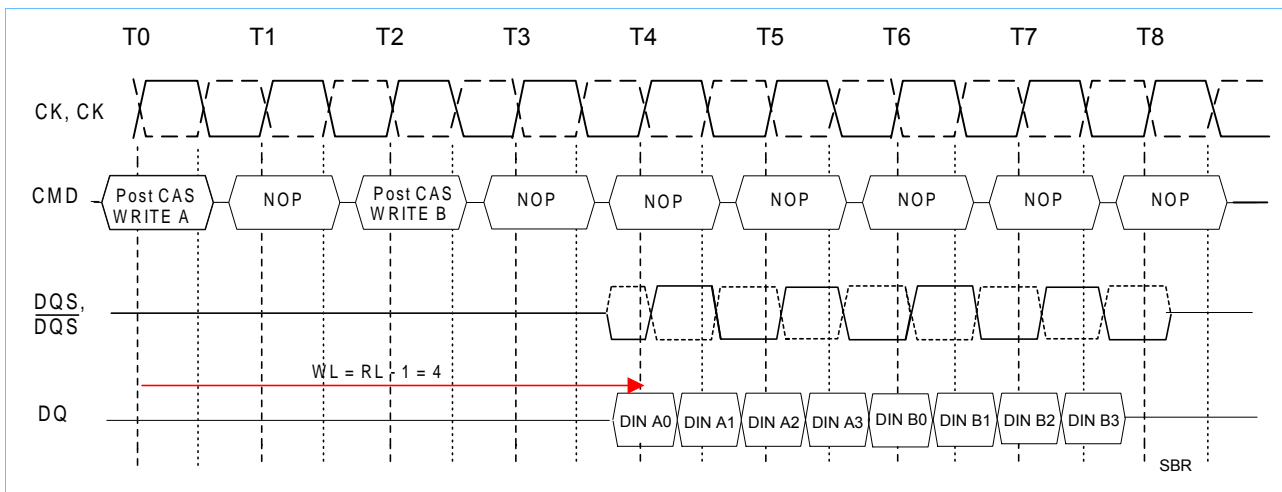 T0 T1 T2 T3 T4 T5 T6 T7 T8
CK, CK
CMD
Post CAS
WRITE A
NOP
Post CAS
WRITE B
NOP
NOP
NOP
NOP
NOP
NOP
DQS,
DQS
WL = RL - 1 = 4
DQ
DIN A0 DIN A1 DIN A2 DIN A3 DIN B0 DIN B1 DIN B2 DIN B3
SBR